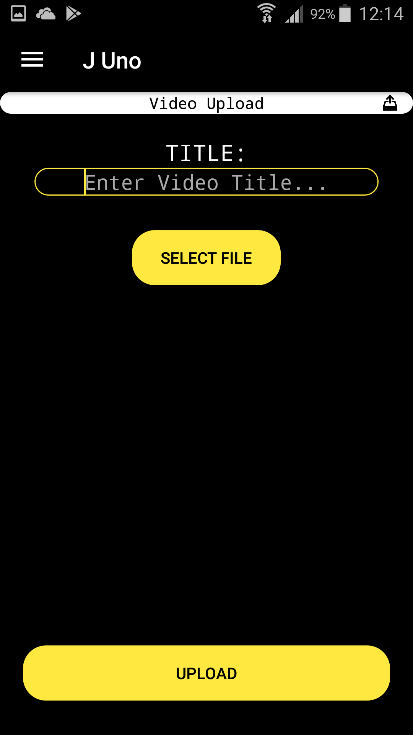 92% 12:14
J Uno
Video Upload
TITLE:
Enter Video Title...
SELECT FILE
UPLOAD